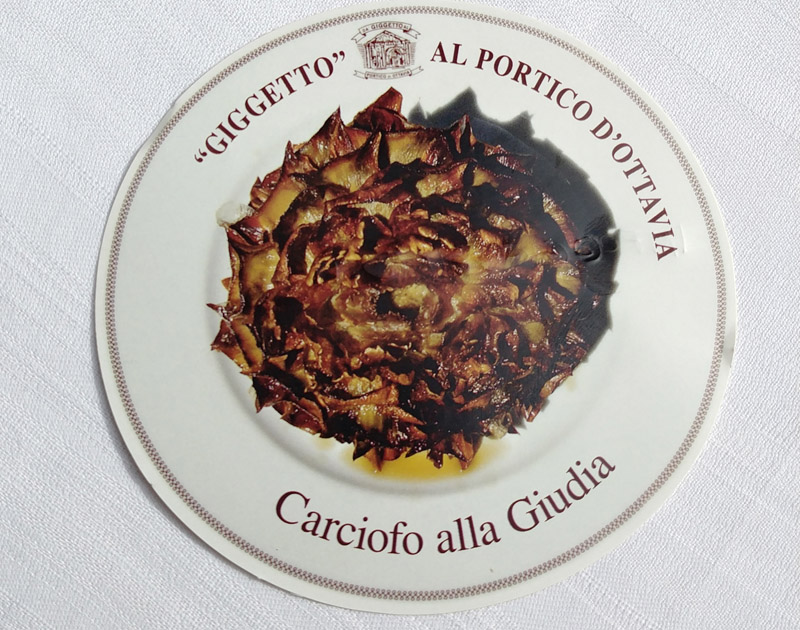 “GIGGETTO” AL PORTICO D’OTTAVIA
Carciofo alla Giudia